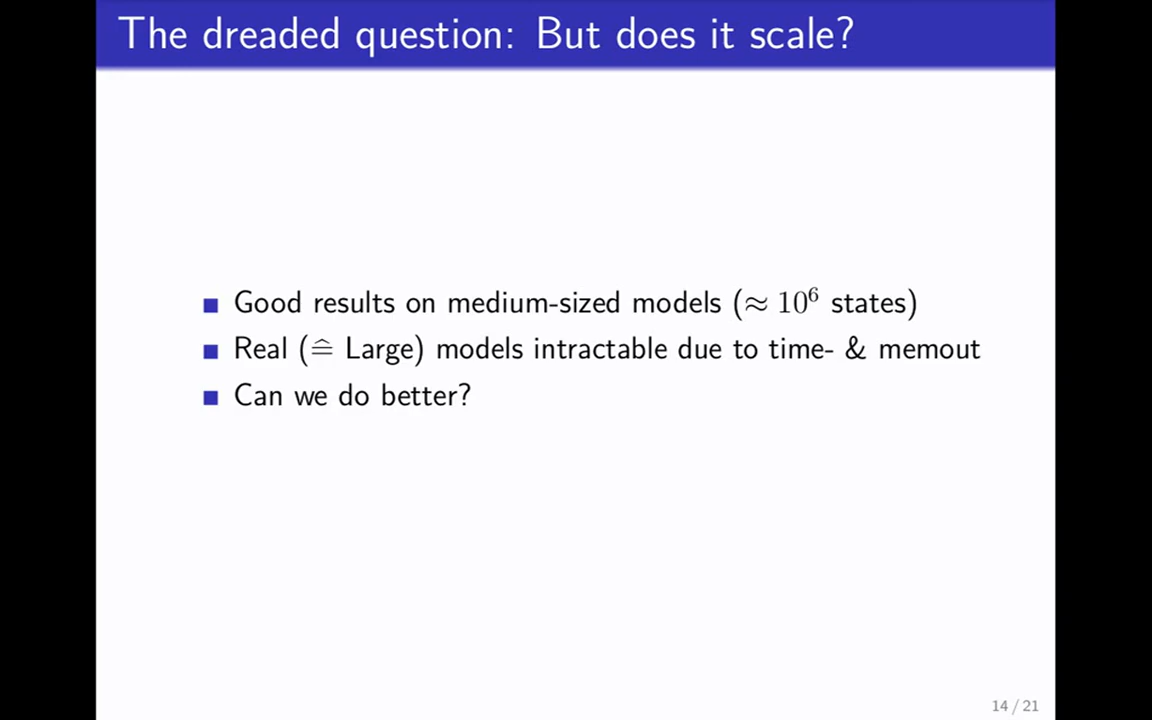 The dreaded question: But does it scale?
Good results on medium-sized models (≈ 10⁶ states)
Real (≙ Large) models intractable due to time- & memout
Can we do better?
14 / 21